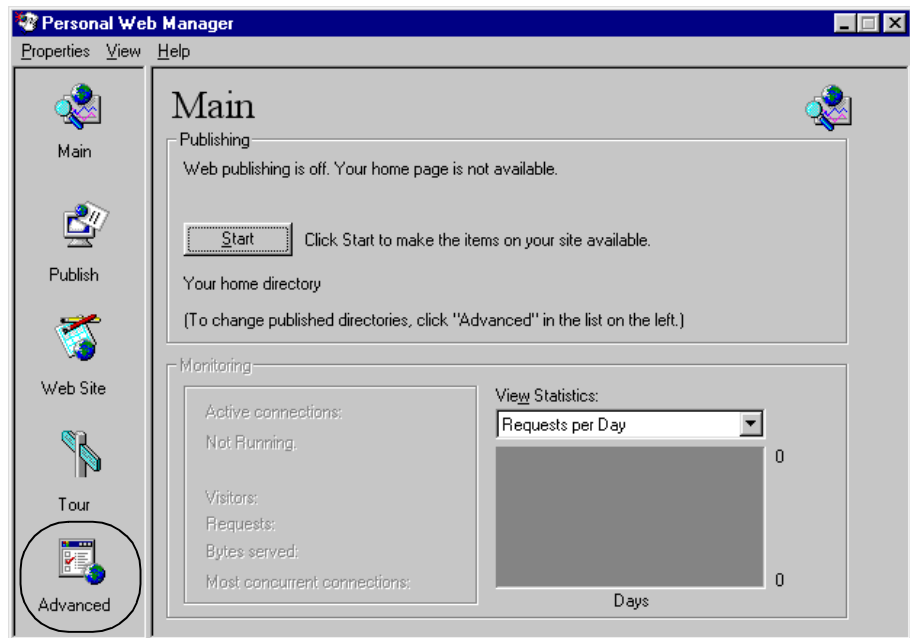 Personal Web Manager
Properties View Help
Main
Publish
Web Site
Tour
Advanced
Main
Publishing
Web publishing is off. Your home page is not available.
Start Click Start to make the items on your site available.
Your home directory
(To change published directories, click "Advanced" in the list on the left.)
Monitoring
Active connections:
Not Running.
Visitors:
Requests:
Bytes served:
Most concurrent connections:
View Statistics:
Requests per Day
0
0
Days